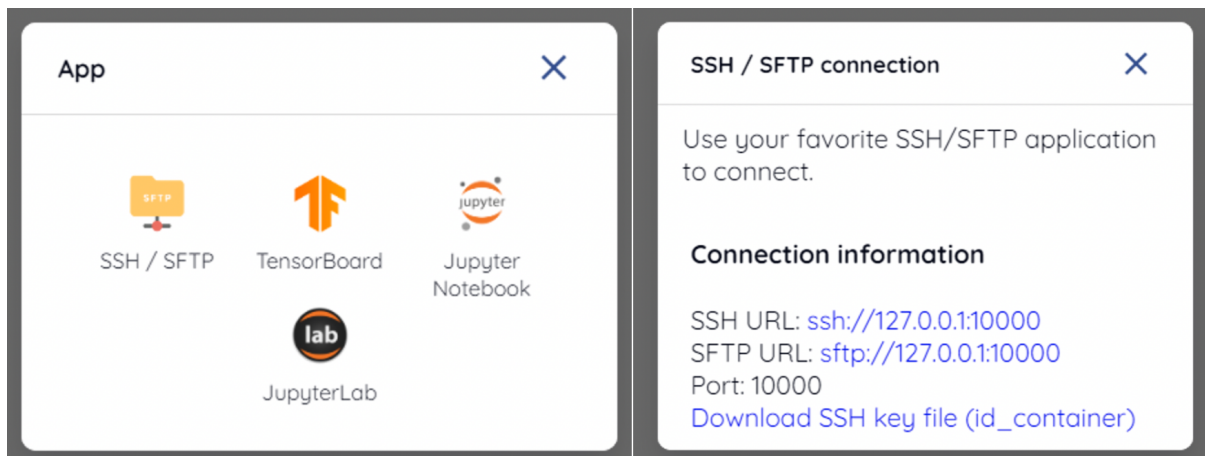 App
SFTP
jupyter
SSH / SFTP
TensorBoard
Jupyter
Notebook
lab
JupyterLab
SSH / SFTP connection
Use your favorite SSH/SFTP application
to connect.
Connection information
SSH URL: ssh://127.0.0.1:10000
SFTP URL: sftp://127.0.0.1:10000
Port: 10000
Download SSH key file (id_container)